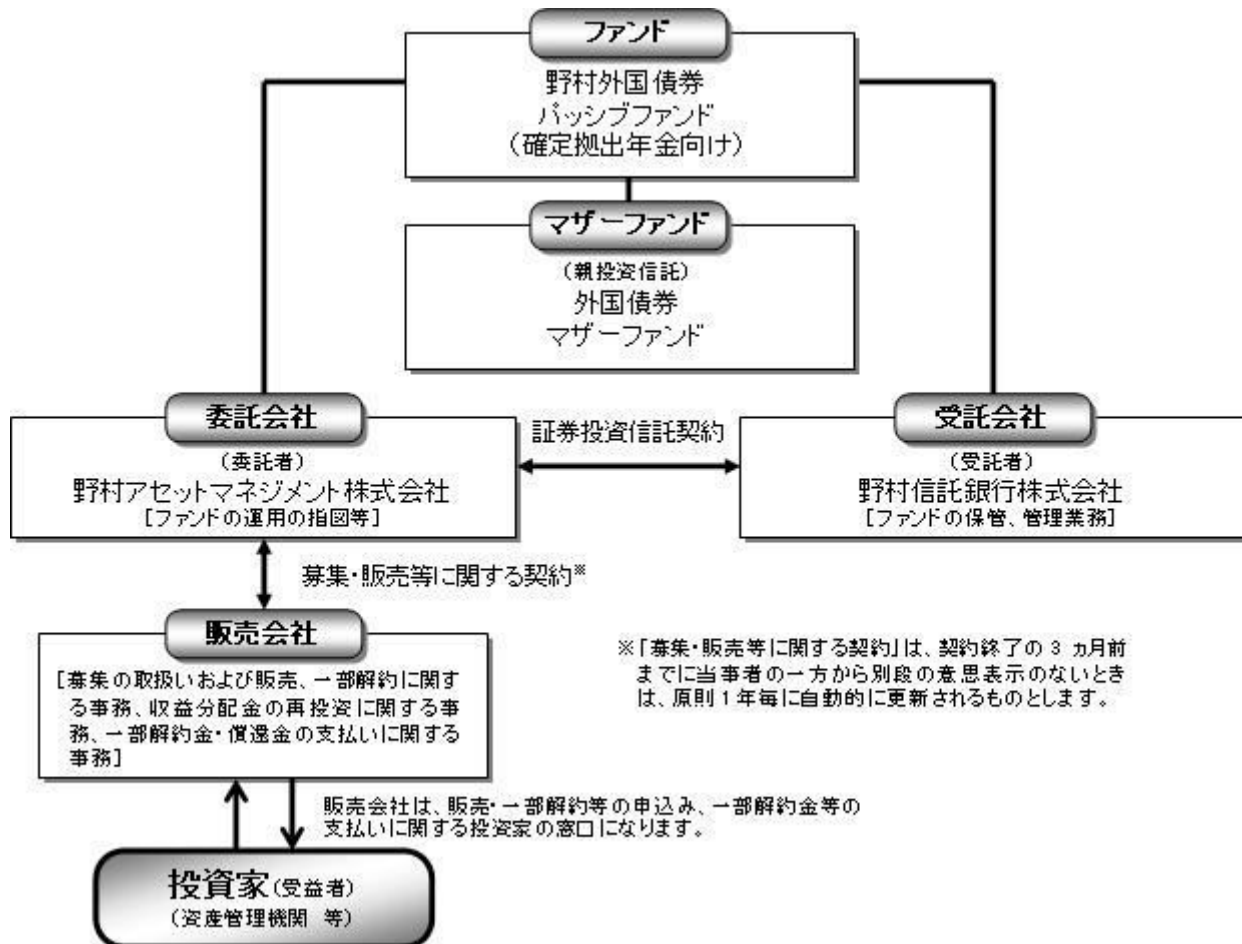 ファンド
野村外国債券
パッシブファンド
(確定拠出年金向け)
マザーファンド
(親投資信託)
外国債券
マザーファンド
委託会社
(委託者)
野村アセットマネジメント株式会社
[ファンドの運用の指図等]
証券投資信託契約
受託会社
(受託者)
野村信託銀行株式会社
[ファンドの保管、管理業務]
募集・販売等に関する契約※
販売会社
[募集の取扱いおよび販売、一部解約に関す
る事務、収益分配金の再投資に関する事
務、一部解約金・償還金の支払いに関する
事務]
※「募集・販売等に関する契約」は、契約終了の3ヵ月前
までに当事者の一方から別段の意思表示のないとき
は、原則1年毎に自動的に更新されるものとします。
販売会社は、販売・一部解約等の申込み、一部解約金等の
支払いに関する投資家の窓口になります。
投資家(受益者)
(資産管理機関 等)